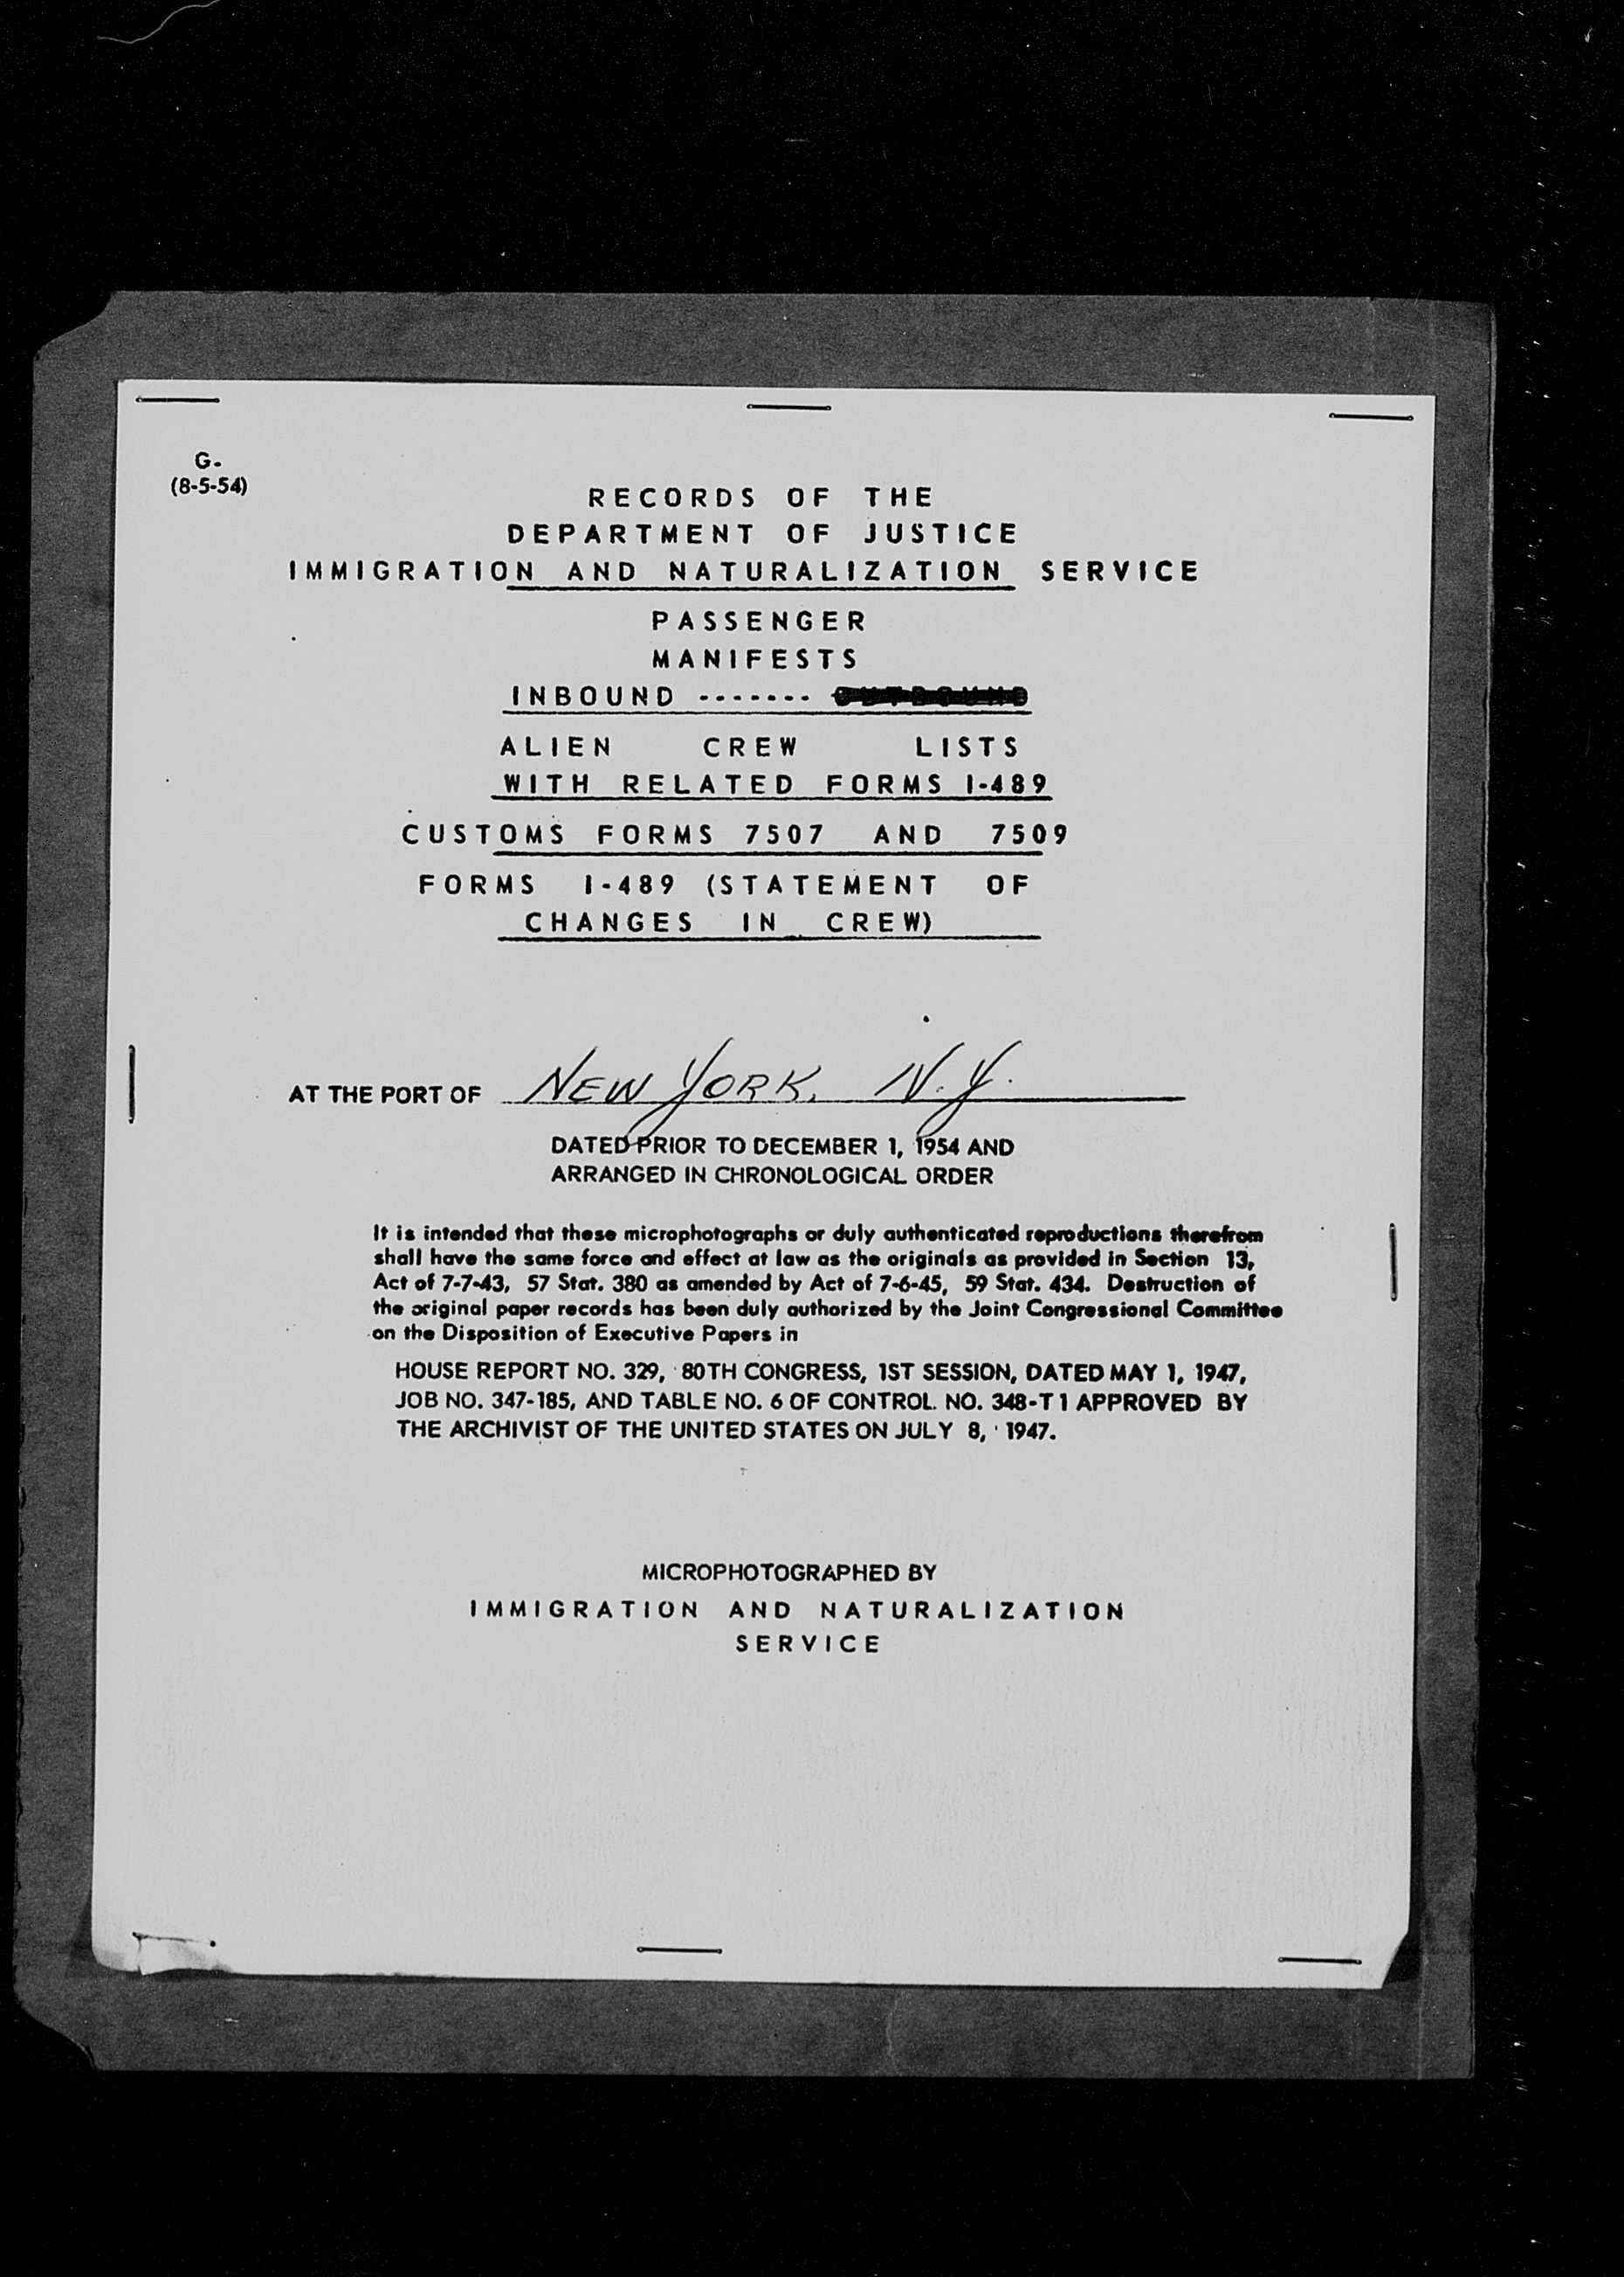 G-
(8-5-54)
RECORDS OF THE
DEPARTMENT OF JUSTICE
IMMIGRATION AND NATURALIZATION SERVICE
PASSENGER
MANIFESTS
INBOUND ------- OUTBOUND
ALIEN CREW LISTS
WITH RELATED FORMS I-489
CUSTOMS FORMS 7507 AND 7509
FORMS I-489 (STATEMENT OF
CHANGES IN CREW)
AT THE PORT OF NEW YORK, N.Y.
DATED PRIOR TO DECEMBER 1, 1954 AND
ARRANGED IN CHRONOLOGICAL ORDER
It is intended that these microphotographs or duly authenticated reproductions therefrom
shall have the same force and effect at law as the originals as provided in Section 13,
Act of 7-7-43, 57 Stat. 380 as amended by Act of 7-6-45, 59 Stat. 434. Destruction of
the original paper records has been duly authorized by the Joint Congressional Committee
on the Disposition of Executive Papers in
HOUSE REPORT NO. 329, 80TH CONGRESS, 1ST SESSION, DATED MAY 1, 1947,
JOB NO. 347-185, AND TABLE NO. 6 OF CONTROL NO. 348-T1 APPROVED BY
THE ARCHIVIST OF THE UNITED STATES ON JULY 8, 1947.
MICROPHOTOGRAPHED BY
IMMIGRATION AND NATURALIZATION
SERVICE